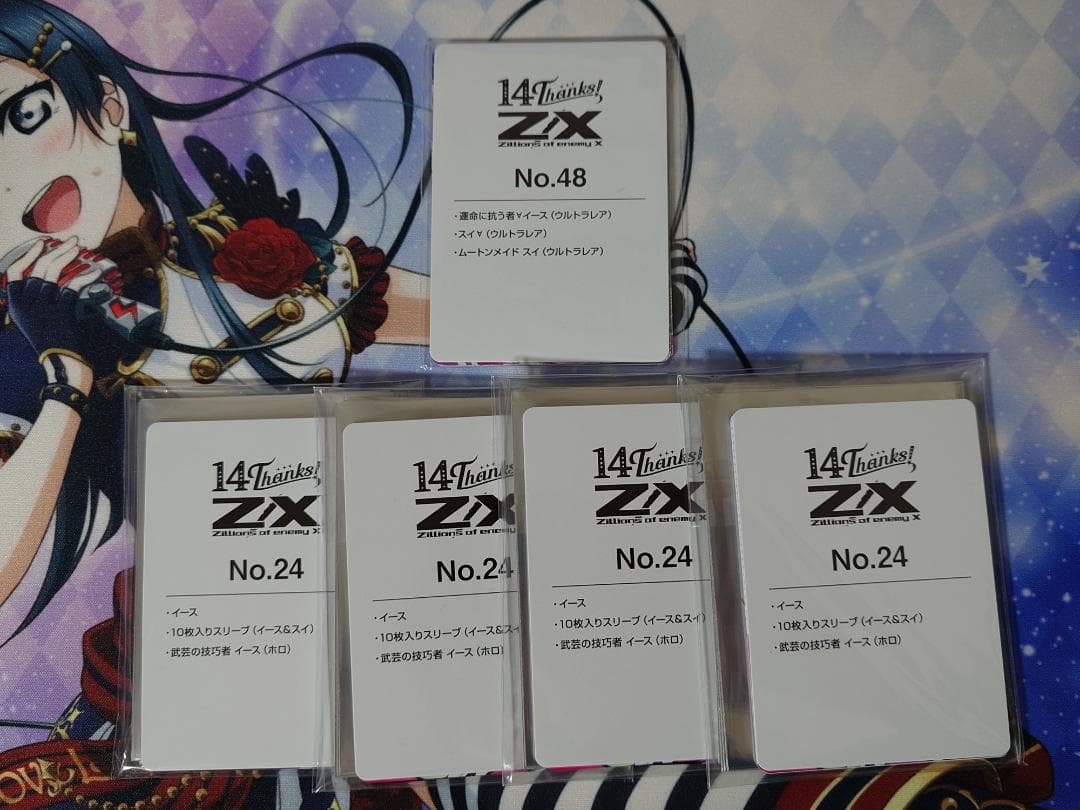 14 Thanks!
Z/X
Zillions of enemy X
No.48
・運命に抗う者∀イース（ウルトラレア）
・スイ∀（ウルトラレア）
・ムートンメイド スイ（ウルトラレア）
14 Thanks!
Z/X
Zillions of enemy X
No.24
・イース
・10枚入りスリーブ（イース&スイ）
・武芸の技巧者 イース（ホロ）
14 Thanks
Z/X
Zillions of enemy X
No.24
・イース
・10枚入りスリーブ（イース&スイ
・武芸の技巧者 イース（ホロ）
14 Thanks!
Z/X
Zillions of enemy X
No.24
・イース
・10枚入りスリーブ（イース&スイ）
・武芸の技巧者 イース（ホロ）
14 Thanks!
Z/X
Zillions of enemy X
No.24
・イース
・10枚入りスリーブ（イース&スイ）
・武芸の技巧者 イース（ホロ）